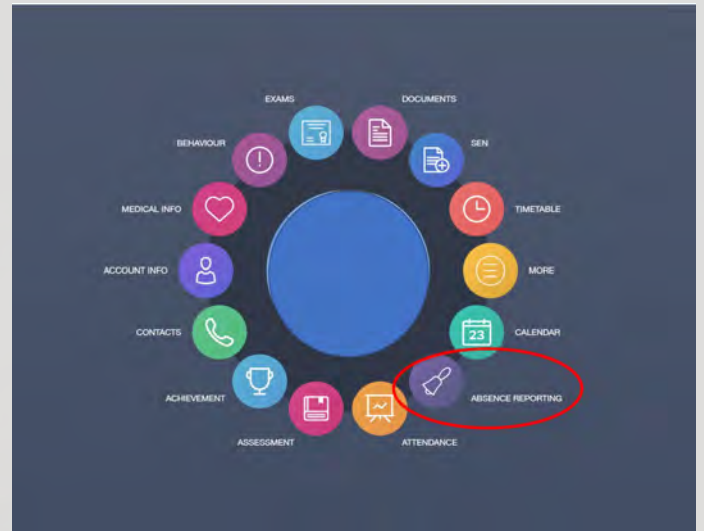 EXAMS
DOCUMENTS
BEHAVIOUR
SEN
MEDICAL INFO
TIMETABLE
ACCOUNT INFO
MORE
CONTACTS
23
CALENDAR
ACHIEVEMENT
ABSENCE REPORTING
ASSESSMENT
ATTENDANCE